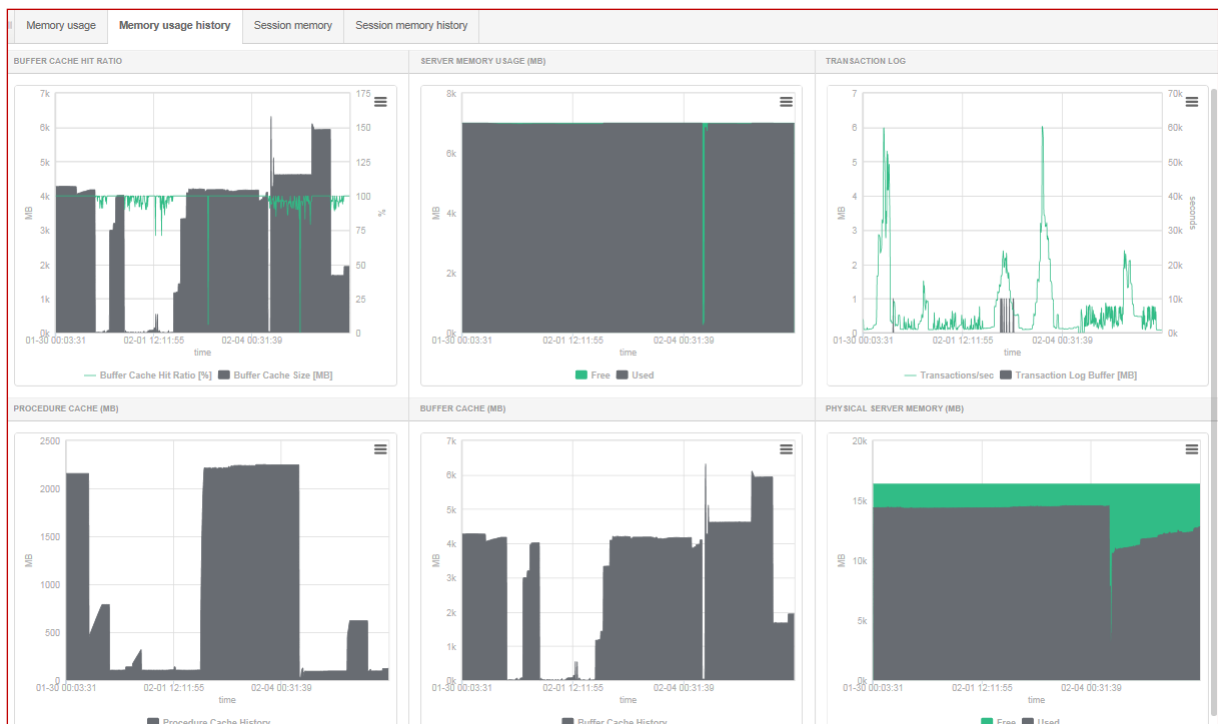 Memory usage Memory usage history Session memory Session memory history
BUFFER CACHE HIT RATIO SERVER MEMORY USAGE (MB) TRANSACTION LOG
7k 175
6k 150
5k 125
4k 100
3k 75
2k 50
1k 25
0k 0
MB
%
01-30 00:03:31 02-01 12:11:55 02-04 00:31:39
time
Buffer Cache Hit Ratio [%] Buffer Cache Size [MB]
8k
6k
4k
2k
0k
MB
01-30 00:03:31 02-01 12:11:55 02-04 00:31:39
time
Free Used
7 70k
6 60k
5 50k
4 40k
3 30k
2 20k
1 10k
0 0k
MB
seconds
01-30 00:03:31 02-01 12:11:55 02-04 00:31:39
time
Transactions/sec Transaction Log Buffer [MB]
PROCEDURE CACHE (MB) BUFFER CACHE (MB) PHYSICAL SERVER MEMORY (MB)
2500
2000
1500
1000
500
0
MB
01-30 00:03:31 02-01 12:11:55 02-04 00:31:39
time
Procedure Cache History
7k
6k
5k
4k
3k
2k
1k
0k
MB
01-30 00:03:31 02-01 12:11:55 02-04 00:31:39
time
Buffer Cache History
20k
15k
10k
5k
0k
MB
01-30 00:03:31 02-01 12:11:55 02-04 00:31:39
time
Free Used